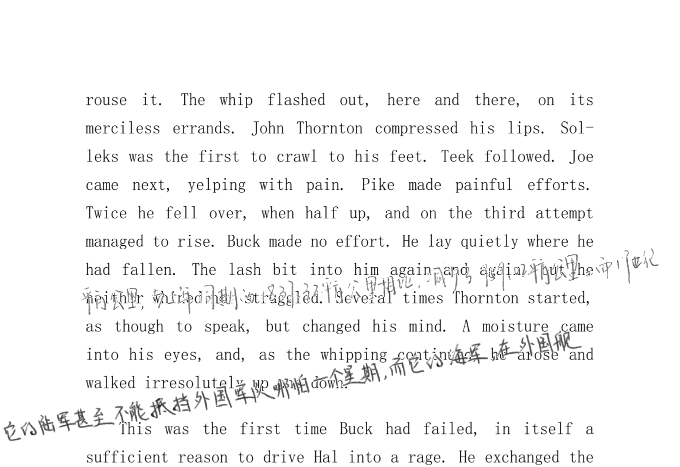 rouse it. The whip flashed out, here and there, on its
merciless errands. John Thornton compressed his lips. Sol-
leks was the first to crawl to his feet. Teek followed. Joe
came next, yelping with pain. Pike made painful efforts.
Twice he fell over, when half up, and on the third attempt
managed to rise. Buck made no effort. He lay quietly where he
had fallen. The lash bit into him again and again, but he
neither whined nor struggled. Several times Thornton started,
as though to speak, but changed his mind. A moisture came
into his eyes, and, as the whipping continued, he arose and
walked irresolutely up and down.
它的陆军甚至不能抵挡外国军队哪怕一个星期,而它的海军,在外国舰
This was the first time Buck had failed, in itself a
sufficient reason to drive Hal into a rage. He exchanged the